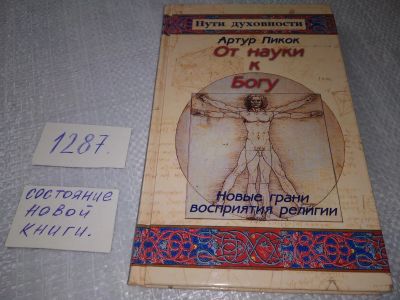 Пути духовности
Артур Пикок
От науки
к
Богу
Новые грани
восприятия религии
1287.
состояние
новой
книги.